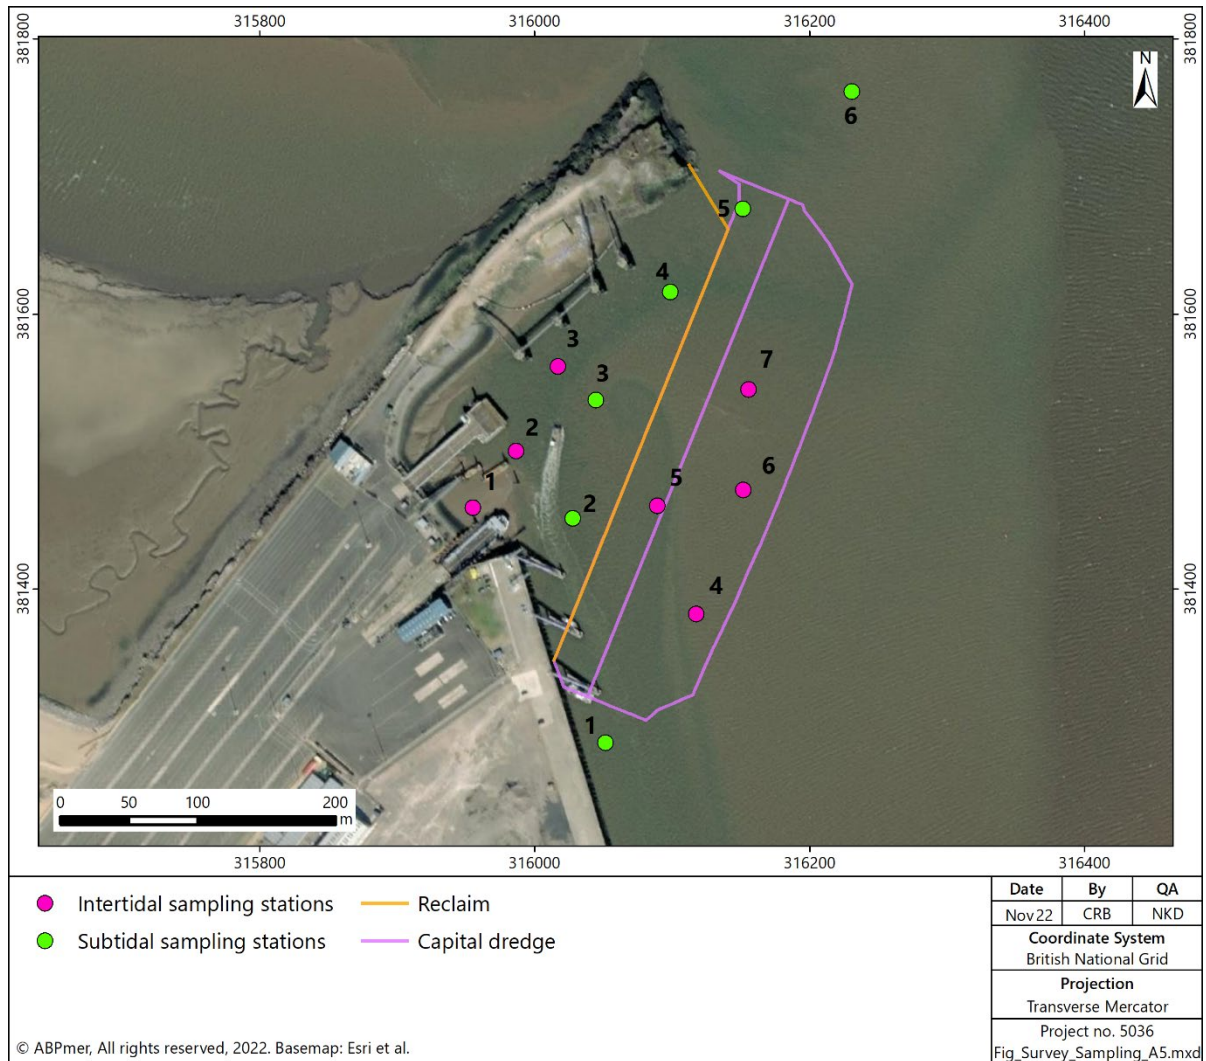 315800 316000 316200 316400
381800 381800
N
6
5
4
381600 381600
3
7
3
2
6
1 5
2
381400 4 381400
1
0 50 100 200
m
315800 316000 316200 316400
Intertidal sampling stations Reclaim
Subtidal sampling stations Capital dredge
Date By QA
Nov 22 CRB NKD
Coordinate System
British National Grid
Projection
Transverse Mercator
Project no. 5036
Fig_Survey_Sampling_A5.mxd
© ABPmer, All rights reserved, 2022. Basemap: Esri et al.